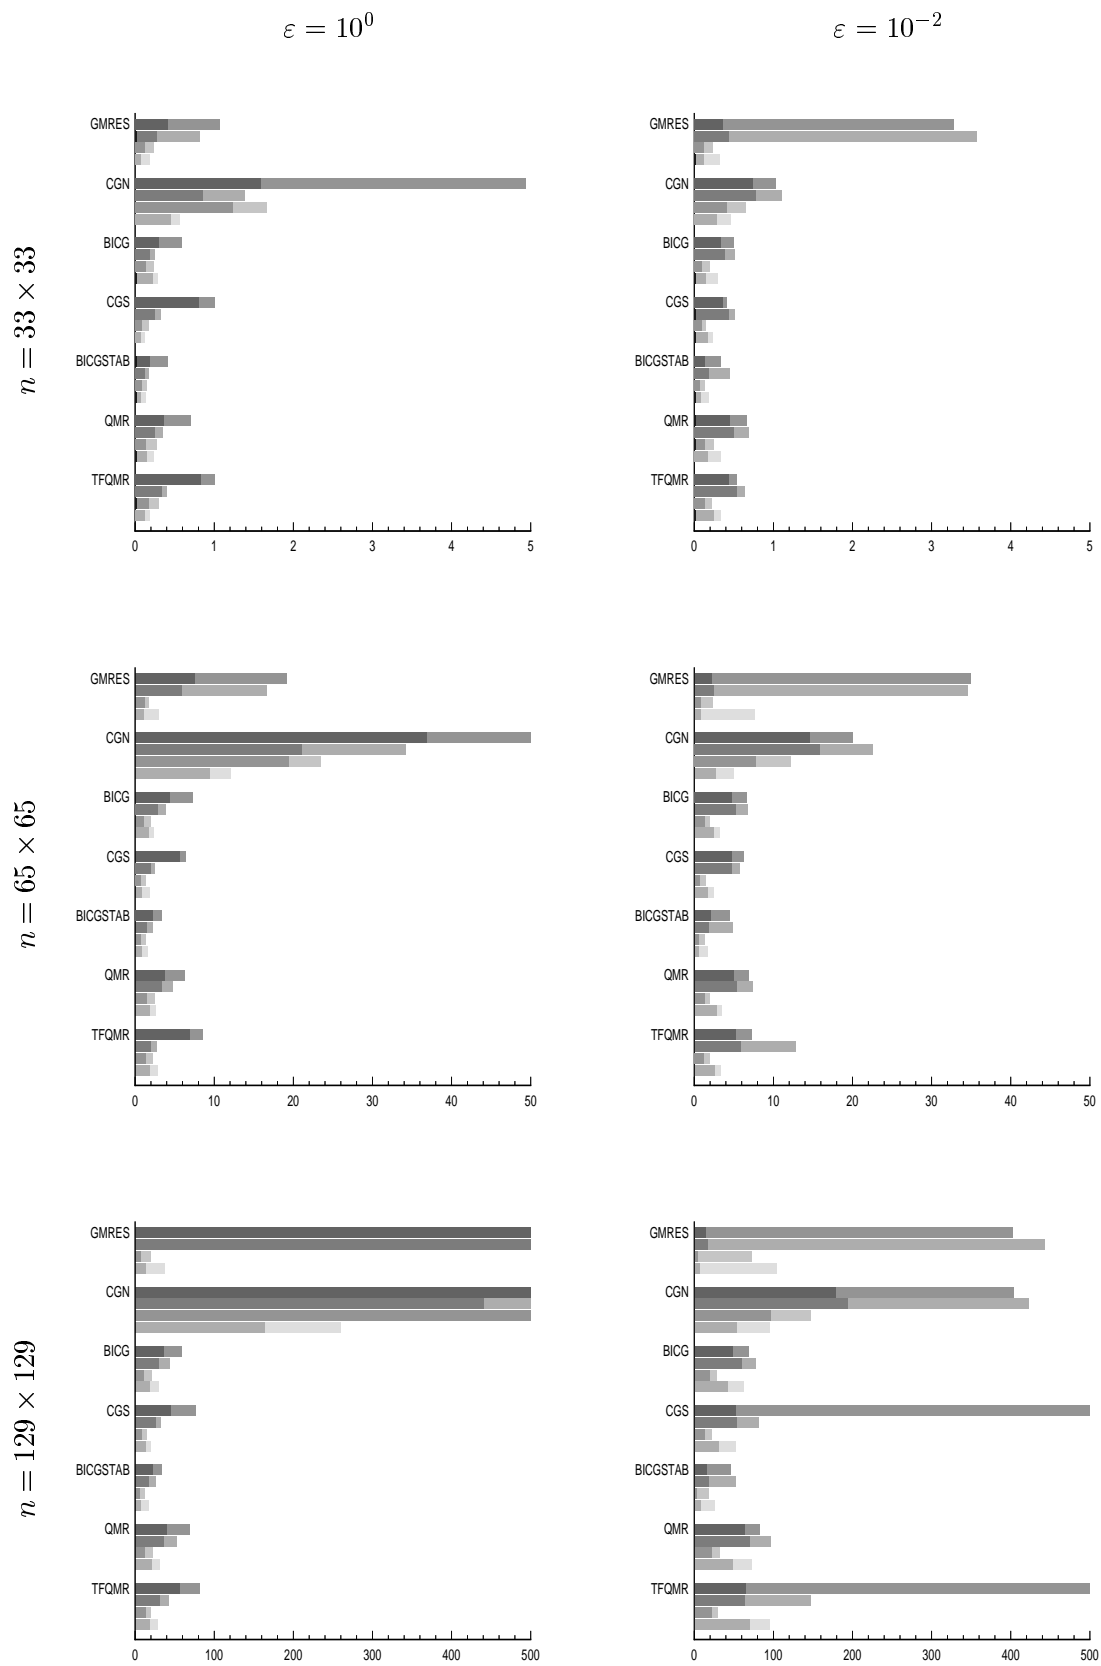 ε = 10⁰
ε = 10⁻²
n = 33 × 33
GMRES
CGN
BICG
CGS
BICGSTAB
QMR
TFQMR
0 1 2 3 4 5
GMRES
CGN
BICG
CGS
BICGSTAB
QMR
TFQMR
0 1 2 3 4 5
n = 65 × 65
GMRES
CGN
BICG
CGS
BICGSTAB
QMR
TFQMR
0 10 20 30 40 50
GMRES
CGN
BICG
CGS
BICGSTAB
QMR
TFQMR
0 10 20 30 40 50
n = 129 × 129
GMRES
CGN
BICG
CGS
BICGSTAB
QMR
TFQMR
0 100 200 300 400 500
GMRES
CGN
BICG
CGS
BICGSTAB
QMR
TFQMR
0 100 200 300 400 500